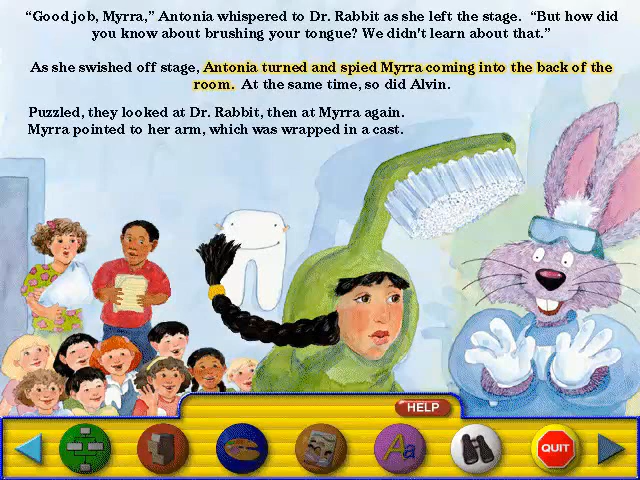 “Good job, Myrra,” Antonia whispered to Dr. Rabbit as she left the stage. “But how did
you know about brushing your tongue? We didn't learn about that.”
As she swished off stage, Antonia turned and spied Myrra coming into the back of the
room. At the same time, so did Alvin.
Puzzled, they looked at Dr. Rabbit, then at Myrra again.
Myrra pointed to her arm, which was wrapped in a cast.
HELP
Aa
QUIT